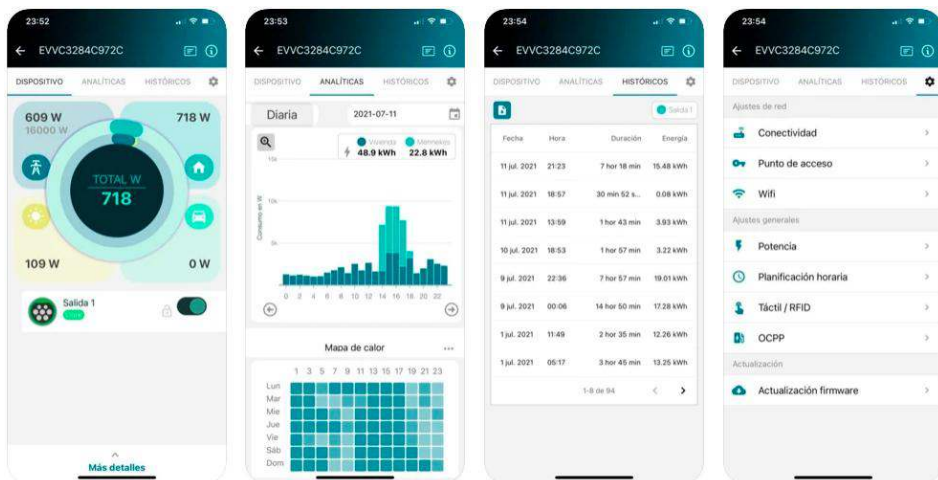 23:52
EVVC3284C972C
DISPOSITIVO ANALÍTICAS HISTÓRICOS
609 W
16000 W
718 W
TOTAL W
718
109 W
0 W
Salida 1
Más detalles
23:53
EVVC3284C972C
DISPOSITIVO ANALÍTICAS HISTÓRICOS
Diaria 2021-07-11
Vivienda Mennekes
48.9 kWh 22.8 kWh
Consumo en W
15k
10k
5k
0
0 2 4 6 8 10 12 14 16 18 20 22
Mapa de calor
1 3 5 7 9 11 13 15 17 19 21 23
Lun
Mar
Mie
Jue
Vie
Sáb
Dom
23:54
EVVC3284C972C
DISPOSITIVO ANALÍTICAS HISTÓRICOS
Salida 1
Fecha Hora Duración Energía
11 jul. 2021 21:23 7 hor 18 min 15.48 kWh
11 jul. 2021 18:57 30 min 52 s... 0.08 kWh
11 jul. 2021 13:59 1 hor 43 min 3.93 kWh
10 jul. 2021 18:53 1 hor 57 min 3.22 kWh
9 jul. 2021 22:36 7 hor 57 min 19.01 kWh
9 jul. 2021 00:06 14 hor 50 min 17.28 kWh
1 jul. 2021 11:49 2 hor 35 min 12.26 kWh
1 jul. 2021 05:17 3 hor 45 min 13.25 kWh
1-8 de 94
23:54
EVVC3284C972C
DISPOSITIVO ANALÍTICAS HISTÓRICOS
Ajustes de red
Conectividad
Punto de acceso
Wifi
Ajustes generales
Potencia
Planificación horaria
Táctil / RFID
OCPP
Actualización
Actualización firmware